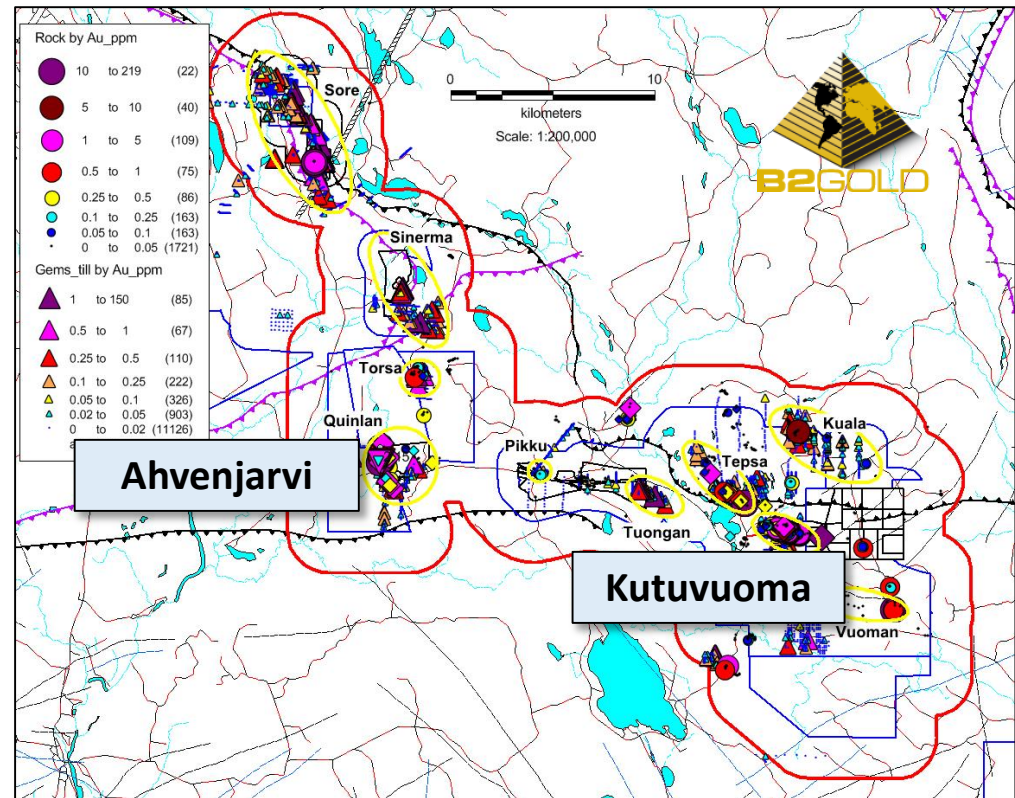 Rock by Au_ppm
10 to 219 (22)
5 to 10 (40)
1 to 5 (109)
0.5 to 1 (75)
0.25 to 0.5 (86)
0.1 to 0.25 (163)
0.05 to 0.1 (163)
0 to 0.05 (1721)
Gems_till by Au_ppm
1 to 150 (85)
0.5 to 1 (67)
0.25 to 0.5 (110)
0.1 to 0.25 (222)
0.05 to 0.1 (326)
0.02 to 0.05 (903)
0 to 0.02 (11126)
0 10
kilometers
Scale: 1:200,000
B2GOLD
Sore
Sinerma
Torsa
Quinlan
Ahvenjarvi
Pikku
Tuongan
Tepsa
Kuala
Kutuvuoma
Vuoman